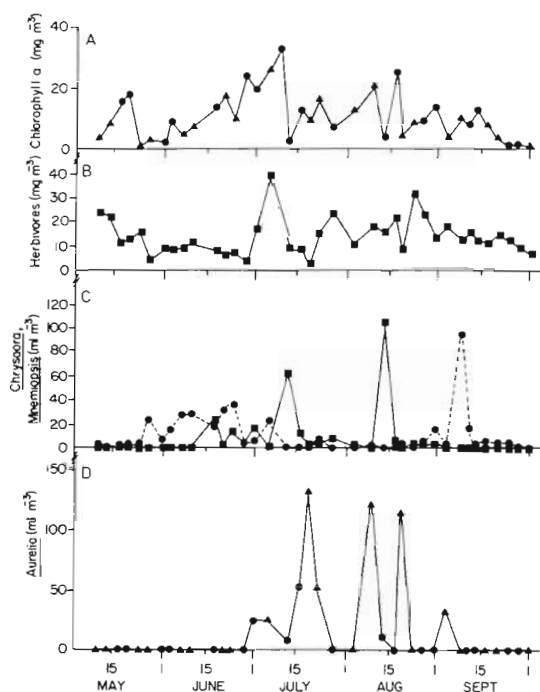 A
Chlorophyll a (mg m̄³)
40
20
0
B
Herbivores (mg m̄³)
40
30
20
10
0
C
Chrysaora,
Mnemiopsis (ml m̄³)
120
100
80
60
40
20
0
D
Aurelia (ml m̄³)
150
100
50
0
15 1 15 1 15 1 15 1 15 1
MAY JUNE JULY AUG SEPT